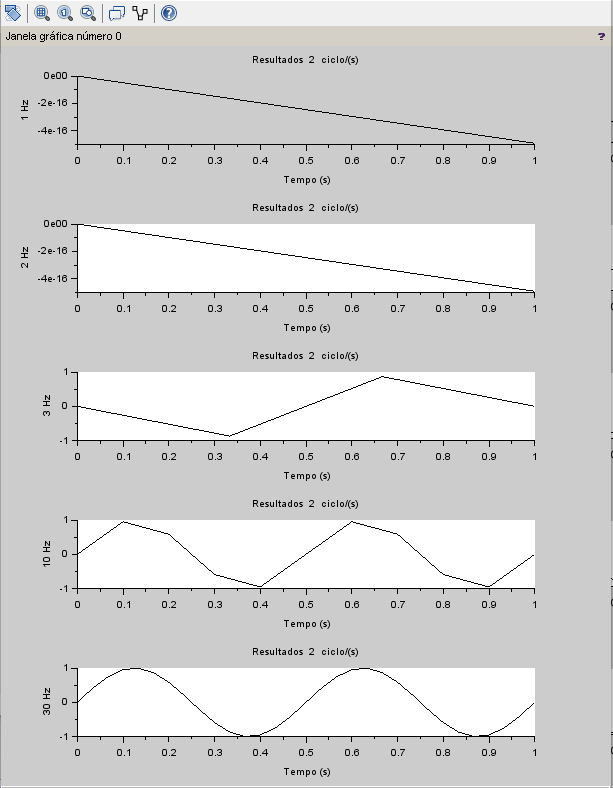 Janela gráfica número 0 ?
Resultados 2 ciclo/(s)
0e00
-2e-16
-4e-16
1 Hz
0 0.1 0.2 0.3 0.4 0.5 0.6 0.7 0.8 0.9 1
Tempo (s)
Resultados 2 ciclo/(s)
0e00
-2e-16
-4e-16
2 Hz
0 0.1 0.2 0.3 0.4 0.5 0.6 0.7 0.8 0.9 1
Tempo (s)
Resultados 2 ciclo/(s)
1
0
-1
3 Hz
0 0.1 0.2 0.3 0.4 0.5 0.6 0.7 0.8 0.9 1
Tempo (s)
Resultados 2 ciclo/(s)
1
0
-1
10 Hz
0 0.1 0.2 0.3 0.4 0.5 0.6 0.7 0.8 0.9 1
Tempo (s)
Resultados 2 ciclo/(s)
1
0
-1
30 Hz
0 0.1 0.2 0.3 0.4 0.5 0.6 0.7 0.8 0.9 1
Tempo (s)